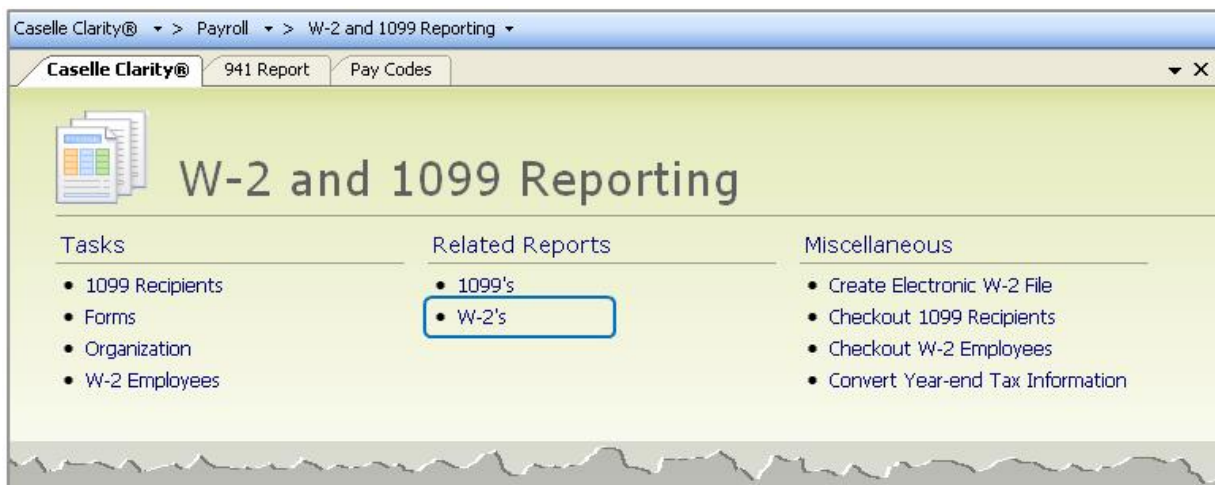 Caselle Clarity® > Payroll > W-2 and 1099 Reporting
Caselle Clarity® 941 Report Pay Codes
W-2 and 1099 Reporting
Tasks
1099 Recipients
Forms
Organization
W-2 Employees
Related Reports
1099's
W-2's
Miscellaneous
Create Electronic W-2 File
Checkout 1099 Recipients
Checkout W-2 Employees
Convert Year-end Tax Information